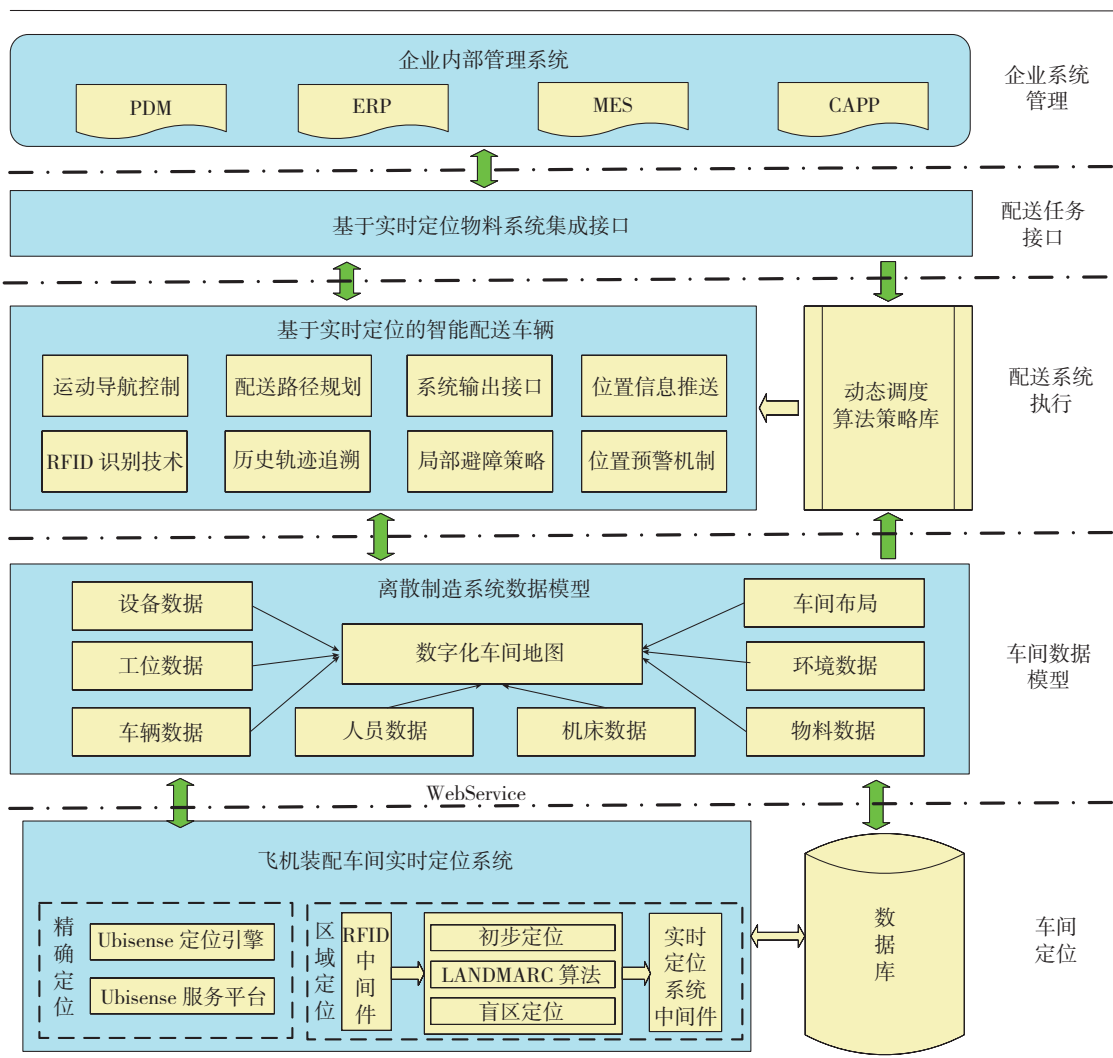 企业内部管理系统
PDM
ERP
MES
CAPP
企业系统
管理
基于实时定位物料系统集成接口
配送任务
接口
基于实时定位的智能配送车辆
运动导航控制
配送路径规划
系统输出接口
位置信息推送
RFID 识别技术
历史轨迹追溯
局部避障策略
位置预警机制
动态调度
算法策略库
配送系统
执行
离散制造系统数据模型
设备数据
工位数据
车辆数据
数字化车间地图
人员数据
机床数据
车间布局
环境数据
物料数据
车间数据
模型
WebService
飞机装配车间实时定位系统
精确定位
Ubisense 定位引擎
Ubisense 服务平台
区域定位
RFID
中
间
件
初步定位
LANDMARC 算法
盲区定位
实时
定位
系统
中间件
数
据
库
车间
定位